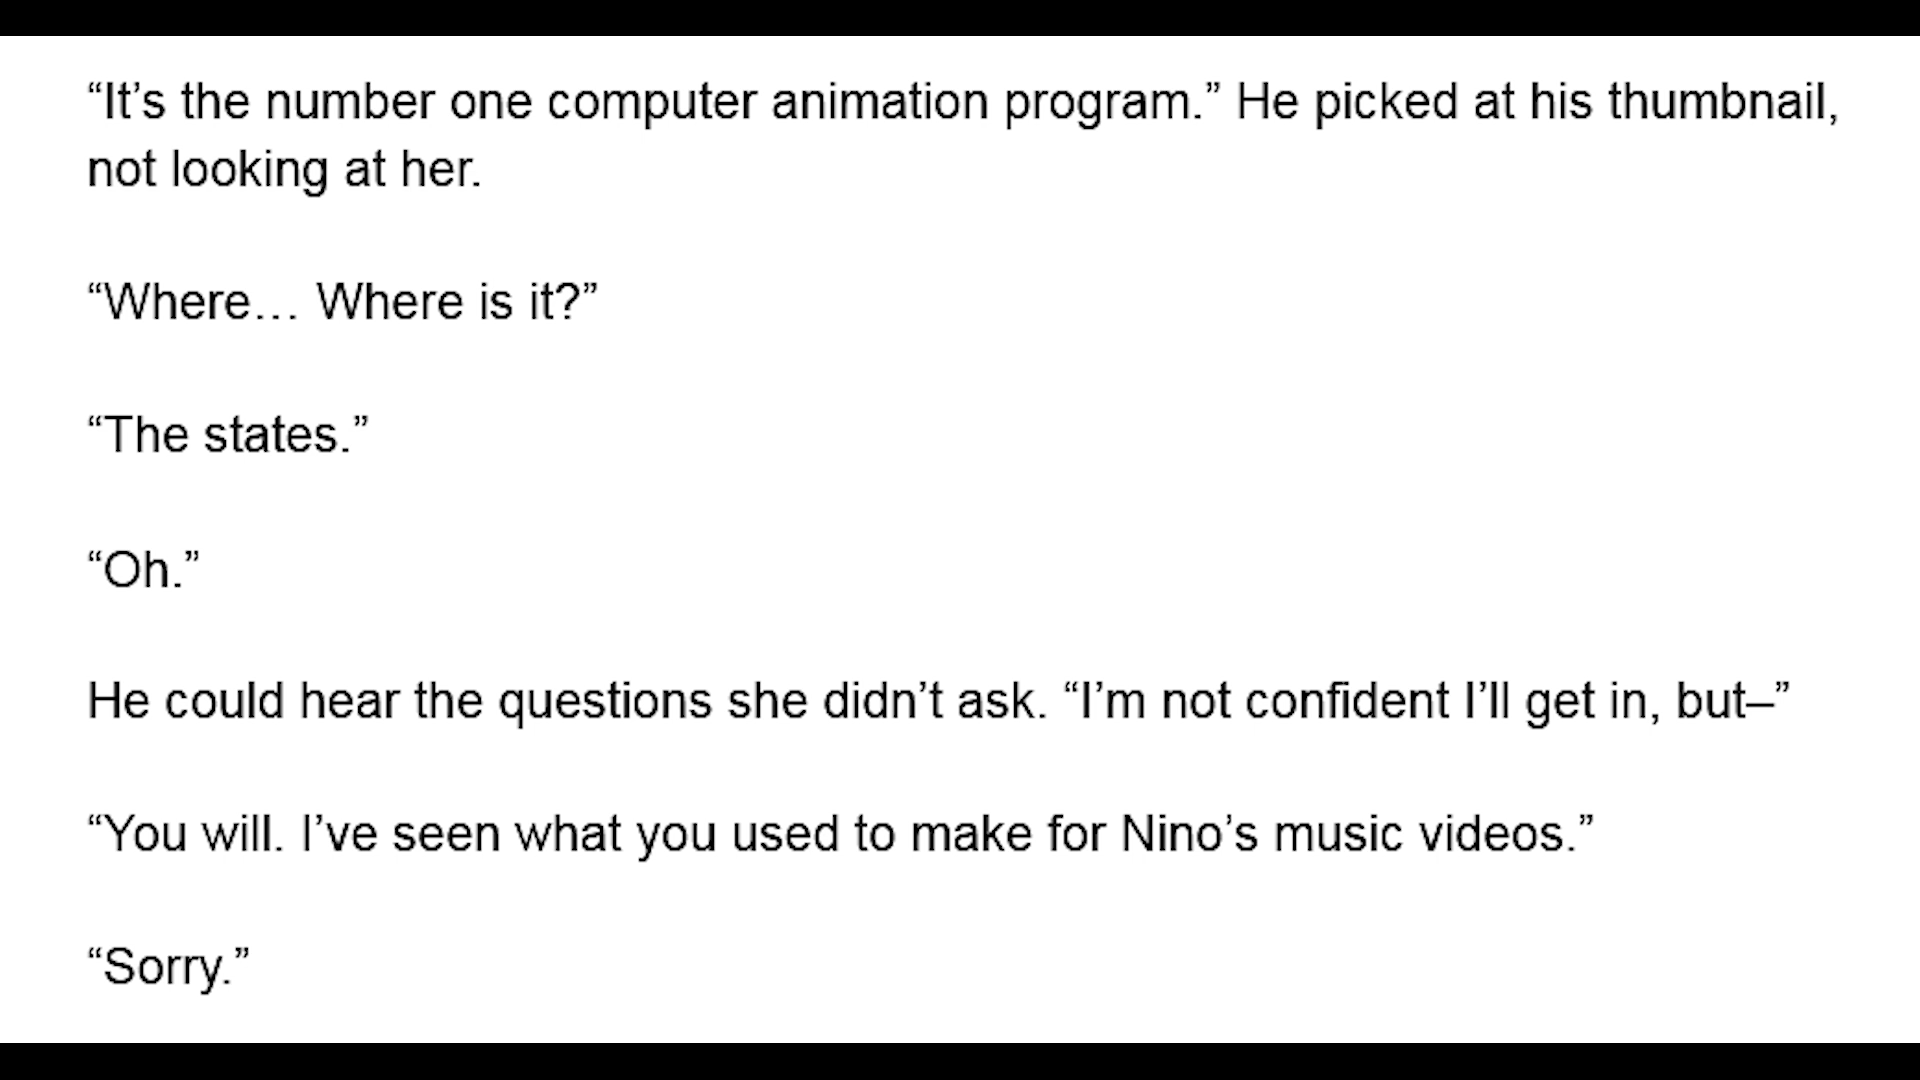 “It’s the number one computer animation program.” He picked at his thumbnail,
not looking at her.
“Where… Where is it?”
“The states.”
“Oh.”
He could hear the questions she didn’t ask. “I’m not confident I’ll get in, but–”
“You will. I’ve seen what you used to make for Nino’s music videos.”
“Sorry.”